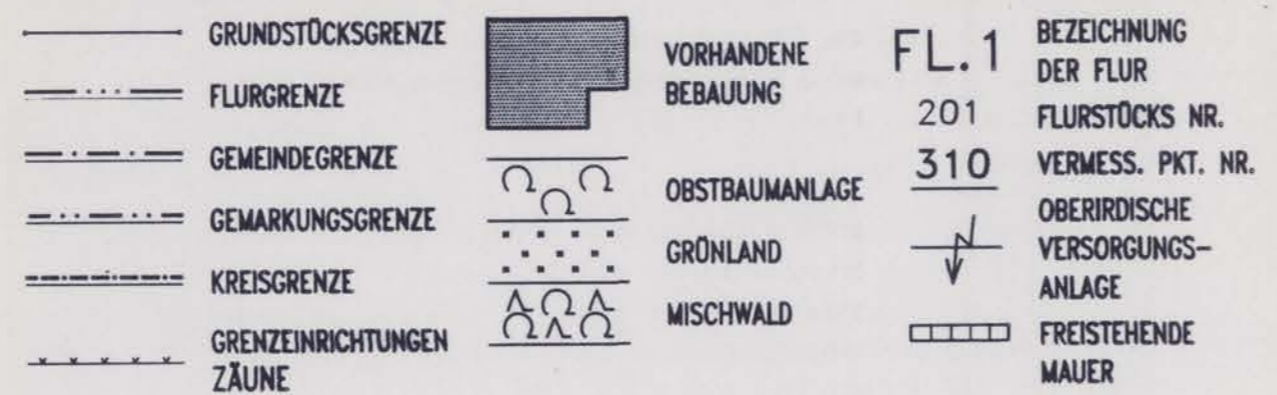 GRUNDSTÜCKSGRENZE
FLURGRENZE
GEMEINDEGRENZE
GEMARKUNGSGRENZE
KREISGRENZE
GRENZEINRICHTUNGEN
ZÄUNE
VORHANDENE
BEBAUUNG
OBSTBAUMANLAGE
GRÜNLAND
MISCHWALD
FL.1 BEZEICHNUNG
DER FLUR
201 FLURSTÜCKS NR.
310 VERMESS. PKT. NR.
OBERIRDISCHE
VERSORGUNGS-
ANLAGE
FREISTEHENDE
MAUER